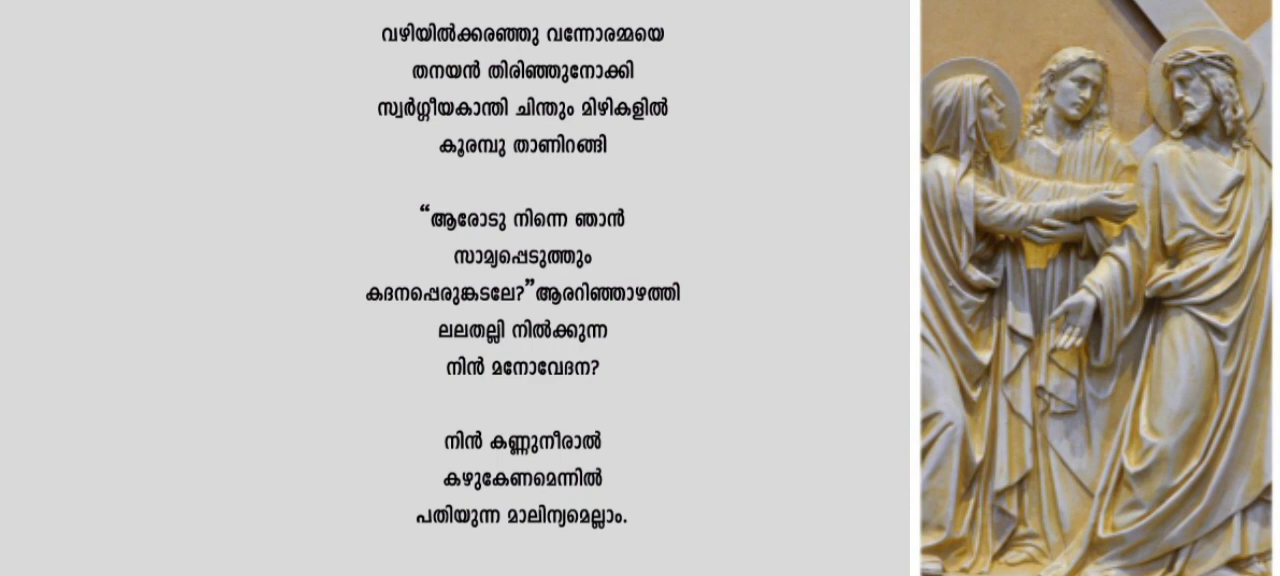 വഴിയിൽക്കരഞ്ഞു വന്നോരമ്മയെ
തനയൻ തിരിഞ്ഞുനോക്കി
സ്വർഗ്ഗീയകാന്തി ചിന്തും മിഴികളിൽ
കൂരമ്പു താണിറങ്ങി
“ആരോടു നിന്നെ ഞാൻ
സാമ്യപ്പെടുത്തും
കദനപ്പെരുങ്കടലേ?”ആരറിഞ്ഞാഴത്തി
ലലതല്ലി നിൽക്കുന്ന
നിൻ മനോവേദന?
നിൻ കണ്ണുനീരാൽ
കഴുകേണമെന്നിൽ
പതിയുന്ന മാലിന്യമെല്ലാം.